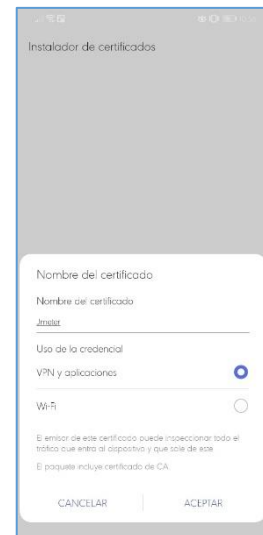 Instalador de certificados
Nombre del certificado
Nombre del certificado
Jmeter
Uso de la credencial
VPN y aplicaciones
Wi-Fi
El emisor de este certificado puede inspeccionar todo el
tráfico que entra al dispositivo y que sale de este
El paquete incluye certificado de CA
CANCELAR
ACEPTAR